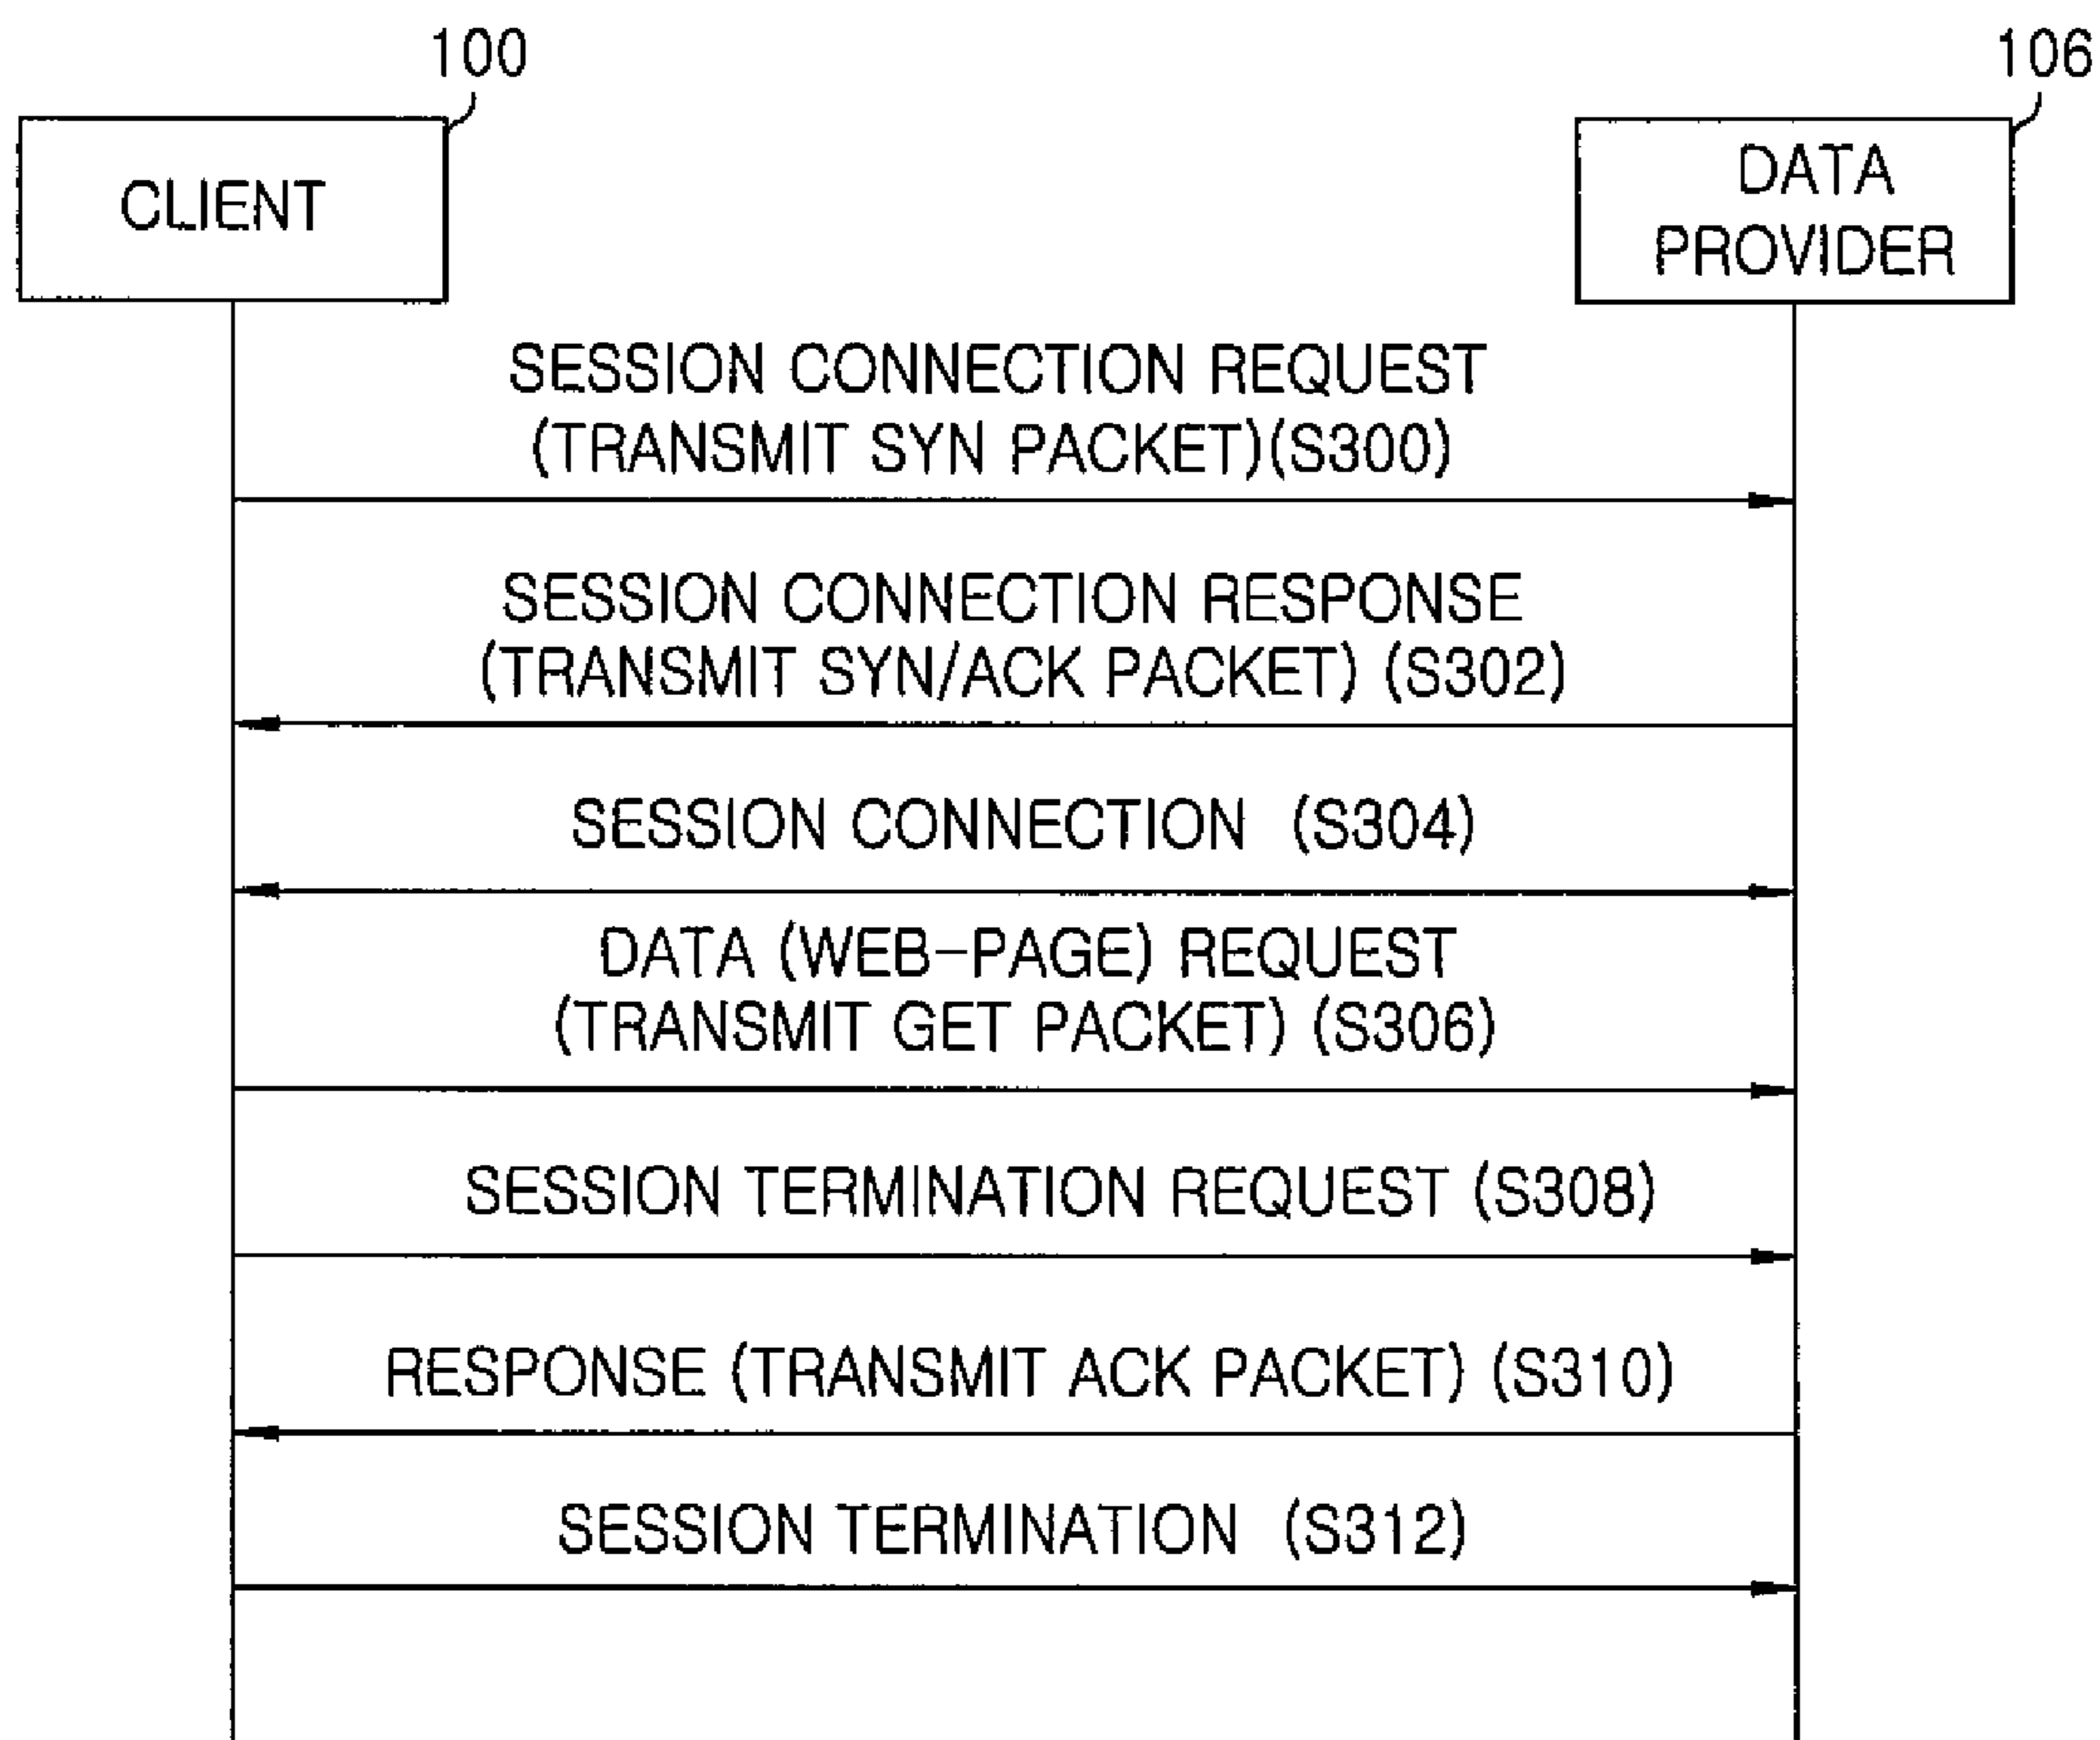 100
106
CLIENT
DATA
PROVIDER
SESSION CONNECTION REQUEST
(TRANSMIT SYN PACKET)(S300)
SESSION CONNECTION RESPONSE
(TRANSMIT SYN/ACK PACKET) (S302)
SESSION CONNECTION (S304)
DATA (WEB-PAGE) REQUEST
(TRANSMIT GET PACKET) (S306)
SESSION TERMINATION REQUEST (S308)
RESPONSE (TRANSMIT ACK PACKET) (S310)
SESSION TERMINATION (S312)